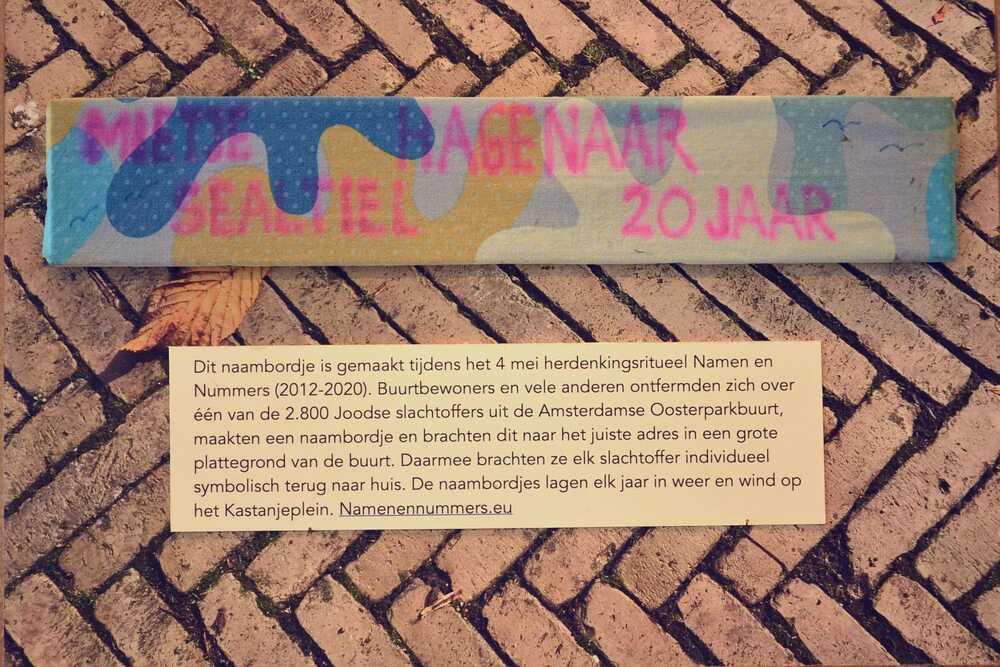 MIETJE HAGENAAR
SEALTIEL 20 JAAR
Dit naambordje is gemaakt tijdens het 4 mei herdenkingsritueel Namen en
Nummers (2012-2020). Buurtbewoners en vele anderen ontfermden zich over
één van de 2.800 Joodse slachtoffers uit de Amsterdamse Oosterparkbuurt,
maakten een naambordje en brachten dit naar het juiste adres in een grote
plattegrond van de buurt. Daarmee brachten ze elk slachtoffer individueel
symbolisch terug naar huis. De naambordjes lagen elk jaar in weer en wind op
het Kastanjeplein. Namenennummers.eu